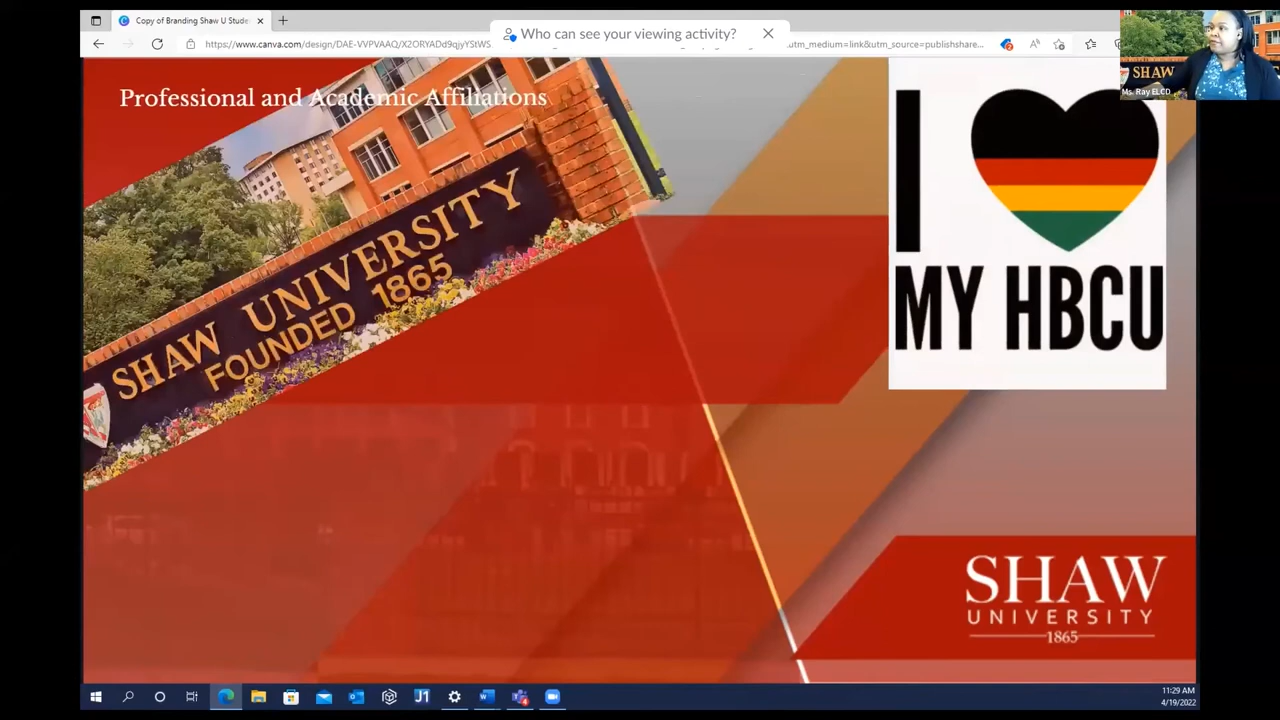 Copy of Branding Shaw U Stude
https://www.canva.com/design/DAE-VVPVAAQ/X2ORYADd9qjyYStWS
Who can see your viewing activity?
utm_medium=link&utm_source=publishshare...
SHAW
Ms. Ray ELCD
Professional and Academic Affiliations
SHAW UNIVERSITY
FOUNDED 1865
I
MY HBCU
SHAW
UNIVERSITY
1865
J1
11:29 AM
4/19/2022